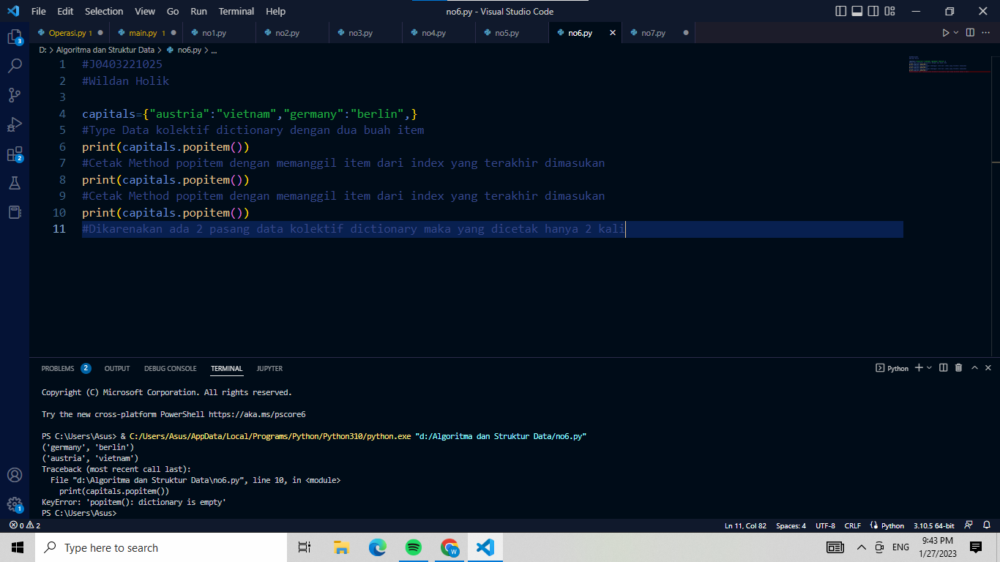 File Edit Selection View Go Run Terminal Help no6.py - Visual Studio Code
Operasi.py 1 main.py 1 no1.py no2.py no3.py no4.py no5.py no6.py no7.py
D: > Algoritma dan Struktur Data > no6.py > ...
1 #J0403221025
2 #Wildan Holik
3
4 capitals={"austria":"vietnam","germany":"berlin",}
5 #Type Data kolektif dictionary dengan dua buah item
6 print(capitals.popitem())
7 #Cetak Method popitem dengan memanggil item dari index yang terakhir dimasukan
8 print(capitals.popitem())
9 #Cetak Method popitem dengan memanggil item dari index yang terakhir dimasukan
10 print(capitals.popitem())
11 #Dikarenakan ada 2 pasang data kolektif dictionary maka yang dicetak hanya 2 kali
3
2
PROBLEMS 2 OUTPUT DEBUG CONSOLE TERMINAL JUPYTER Python
Copyright (C) Microsoft Corporation. All rights reserved.
Try the new cross-platform PowerShell https://aka.ms/pscore6
PS C:\Users\Asus> & C:/Users/Asus/AppData/Local/Programs/Python/Python310/python.exe "d:/Algoritma dan Struktur Data/no6.py"
('germany', 'berlin')
('austria', 'vietnam')
Traceback (most recent call last):
File "d:\Algoritma dan Struktur Data\no6.py", line 10, in <module>
print(capitals.popitem())
KeyError: 'popitem(): dictionary is empty'
PS C:\Users\Asus>
1
0 2 Ln 11, Col 82 Spaces: 4 UTF-8 CRLF Python 3.10.5 64-bit
Type here to search W ENG 9:43 PM
1/27/2023